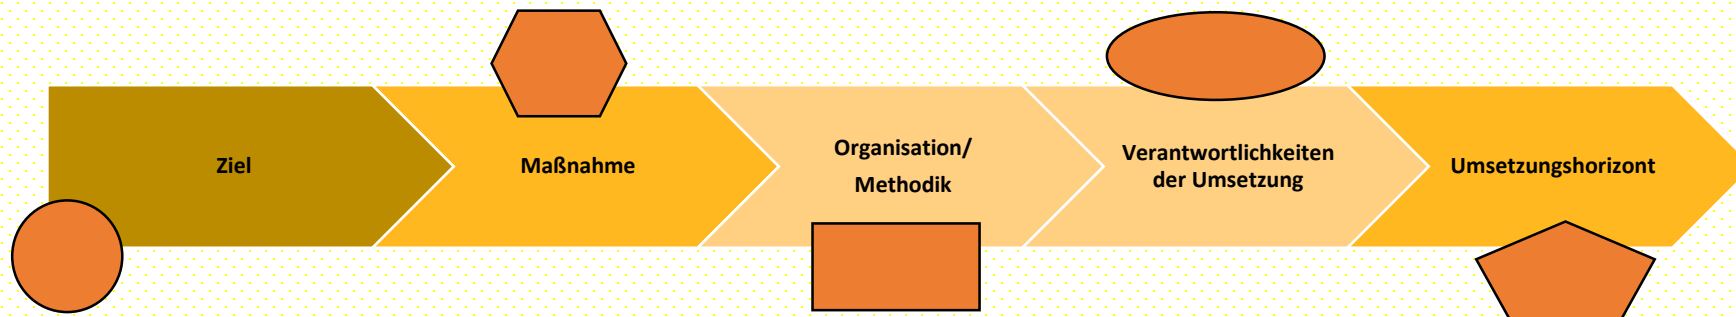 Ziel
Maßnahme
Organisation/
Methodik
Verantwortlichkeiten
der Umsetzung
Umsetzungshorizont